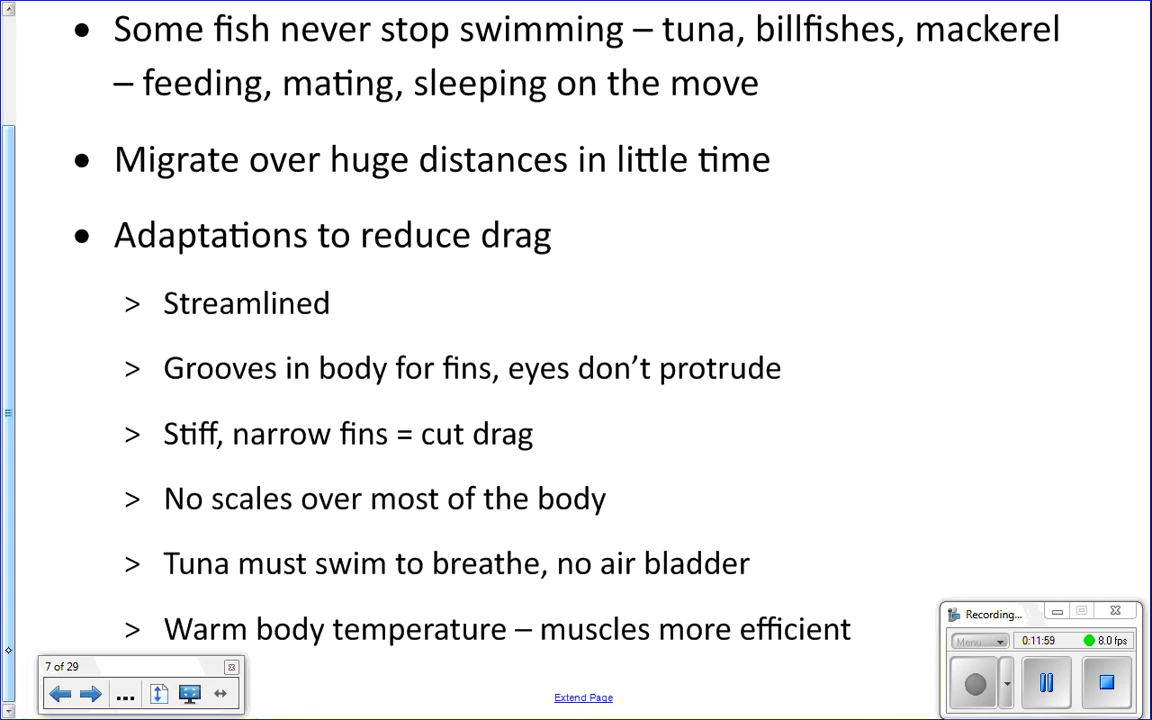 • Some fish never stop swimming – tuna, billfishes, mackerel
– feeding, mating, sleeping on the move
• Migrate over huge distances in little time
• Adaptations to reduce drag
> Streamlined
> Grooves in body for fins, eyes don’t protrude
> Stiff, narrow fins = cut drag
> No scales over most of the body
> Tuna must swim to breathe, no air bladder
> Warm body temperature – muscles more efficient
Recording...
Menu
0:11:59
8.0 fps
7 of 29
...
Extend Page